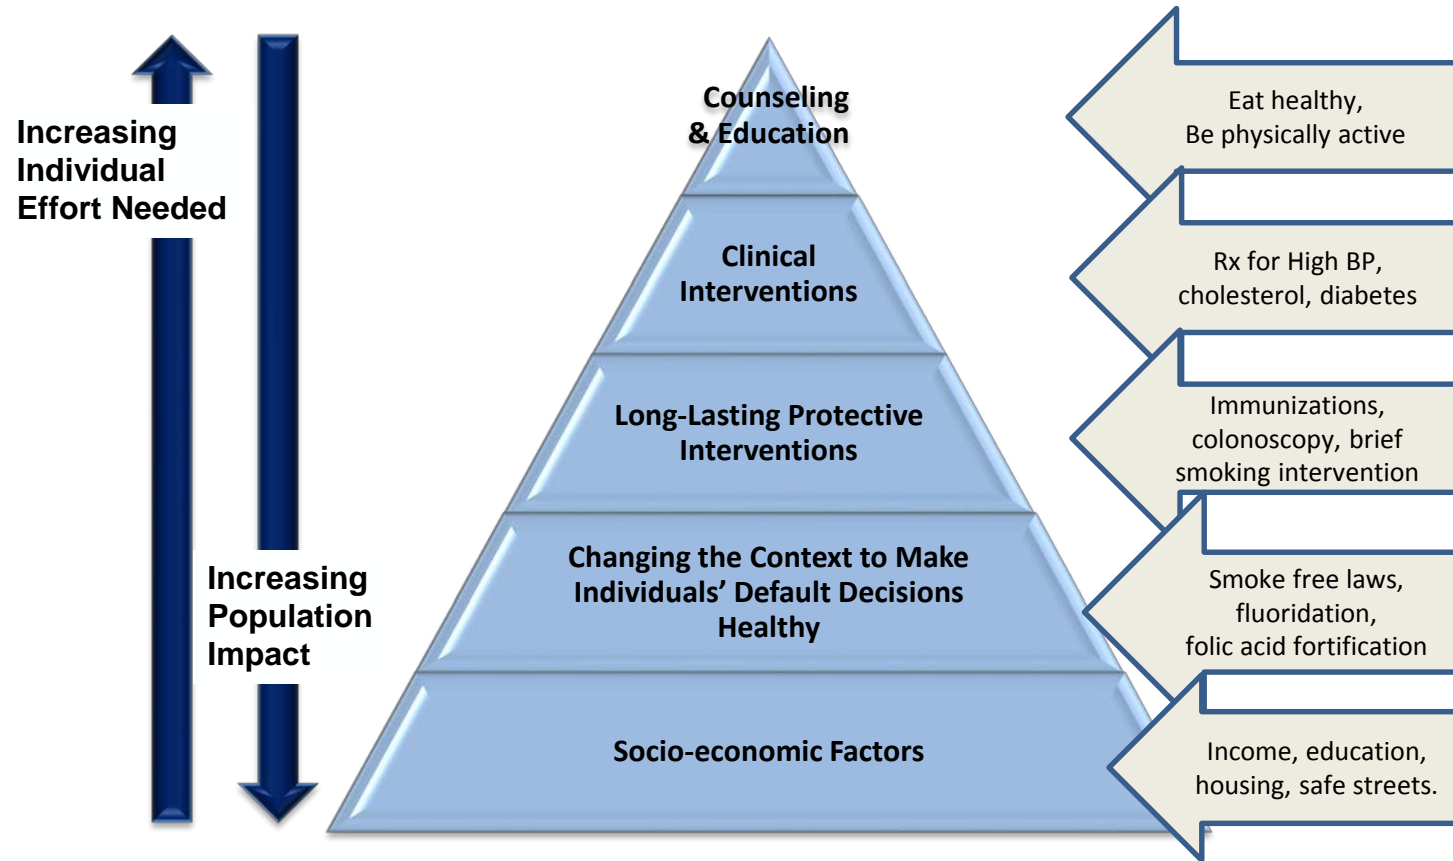 Increasing
Individual
Effort Needed
Increasing
Population
Impact
Counseling
& Education
Clinical
Interventions
Long-Lasting Protective
Interventions
Changing the Context to Make
Individuals’ Default Decisions
Healthy
Socio-economic Factors
Eat healthy,
Be physically active
Rx for High BP,
cholesterol, diabetes
Immunizations,
colonoscopy, brief
smoking intervention
Smoke free laws,
fluoridation,
folic acid fortification
Income, education,
housing, safe streets.